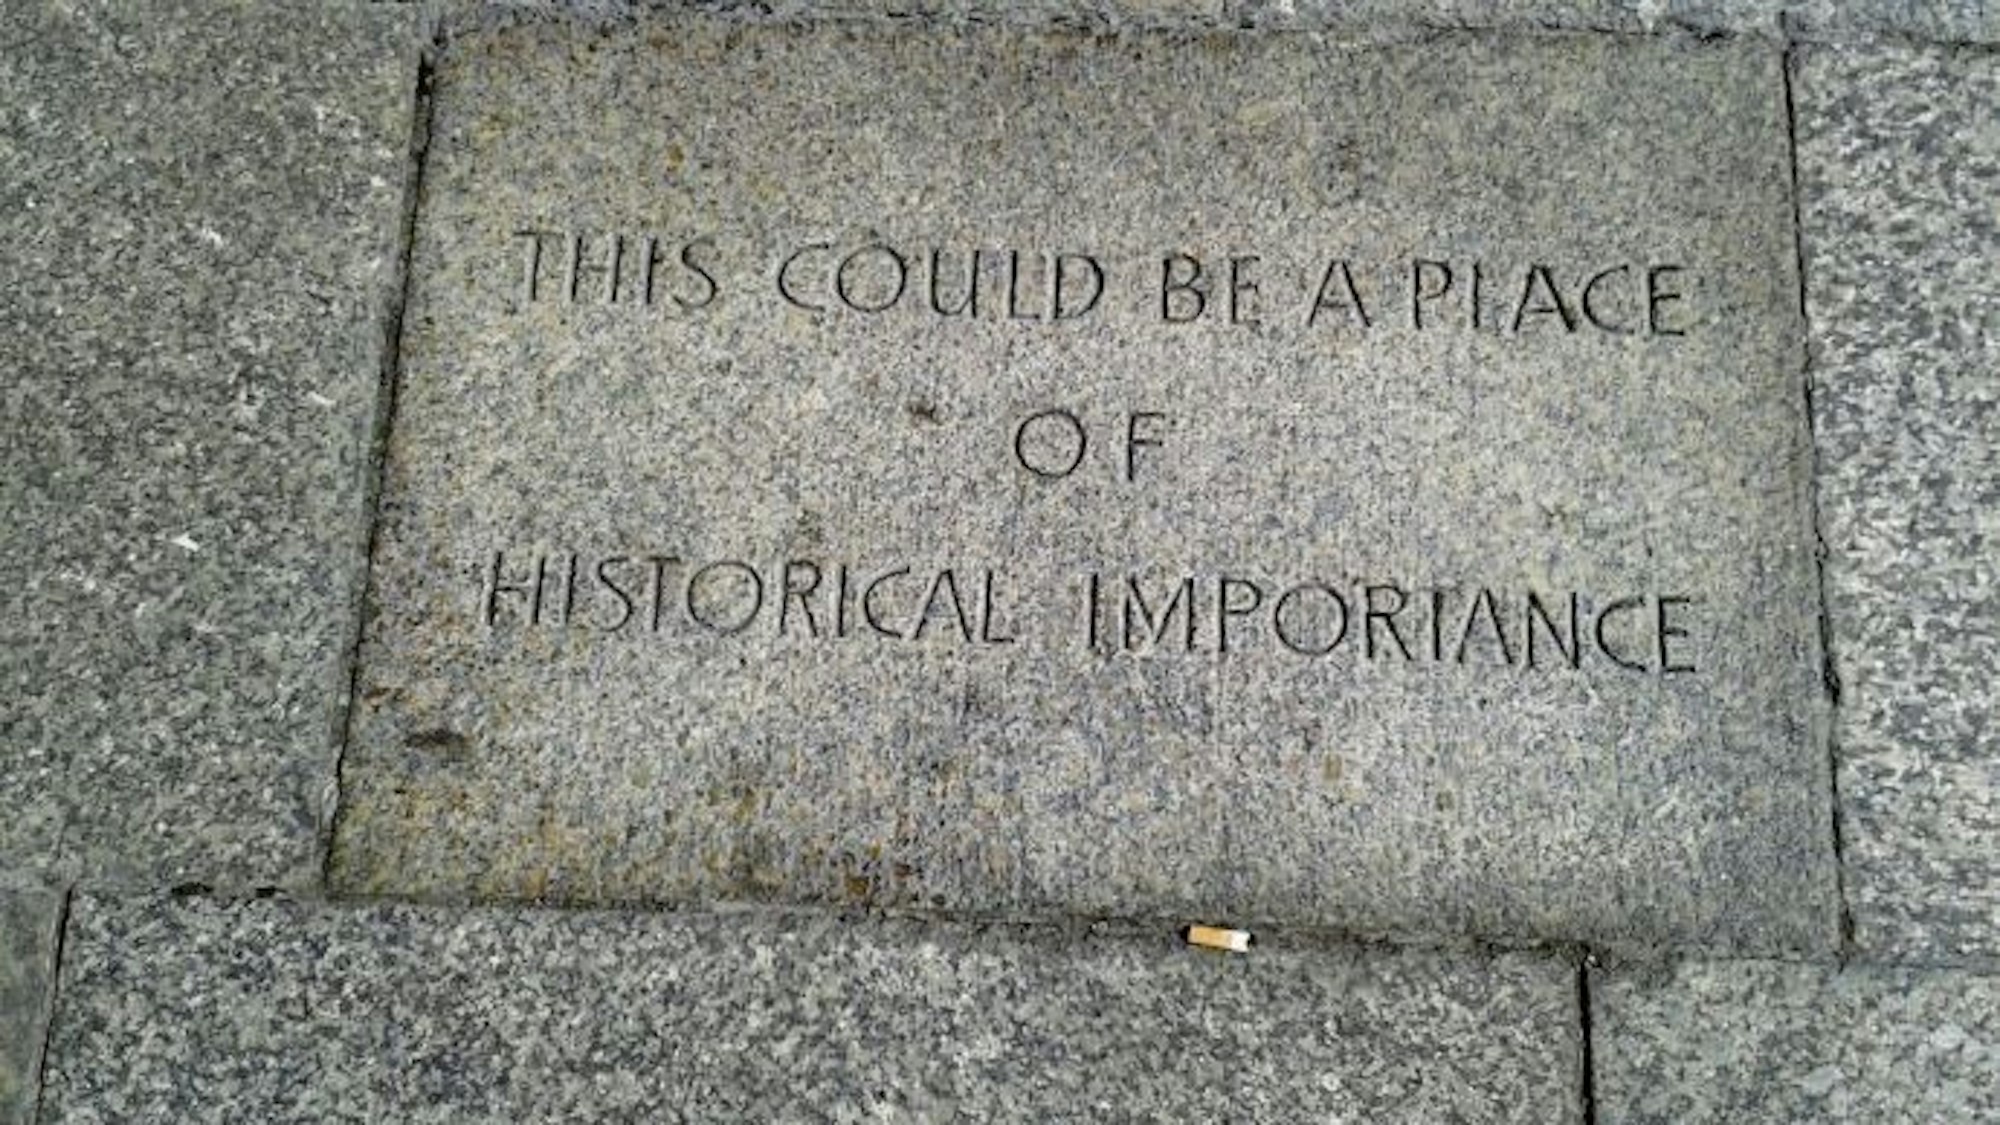 THIS COULD BE A PLACE
OF
HISTORICAL IMPORTANCE